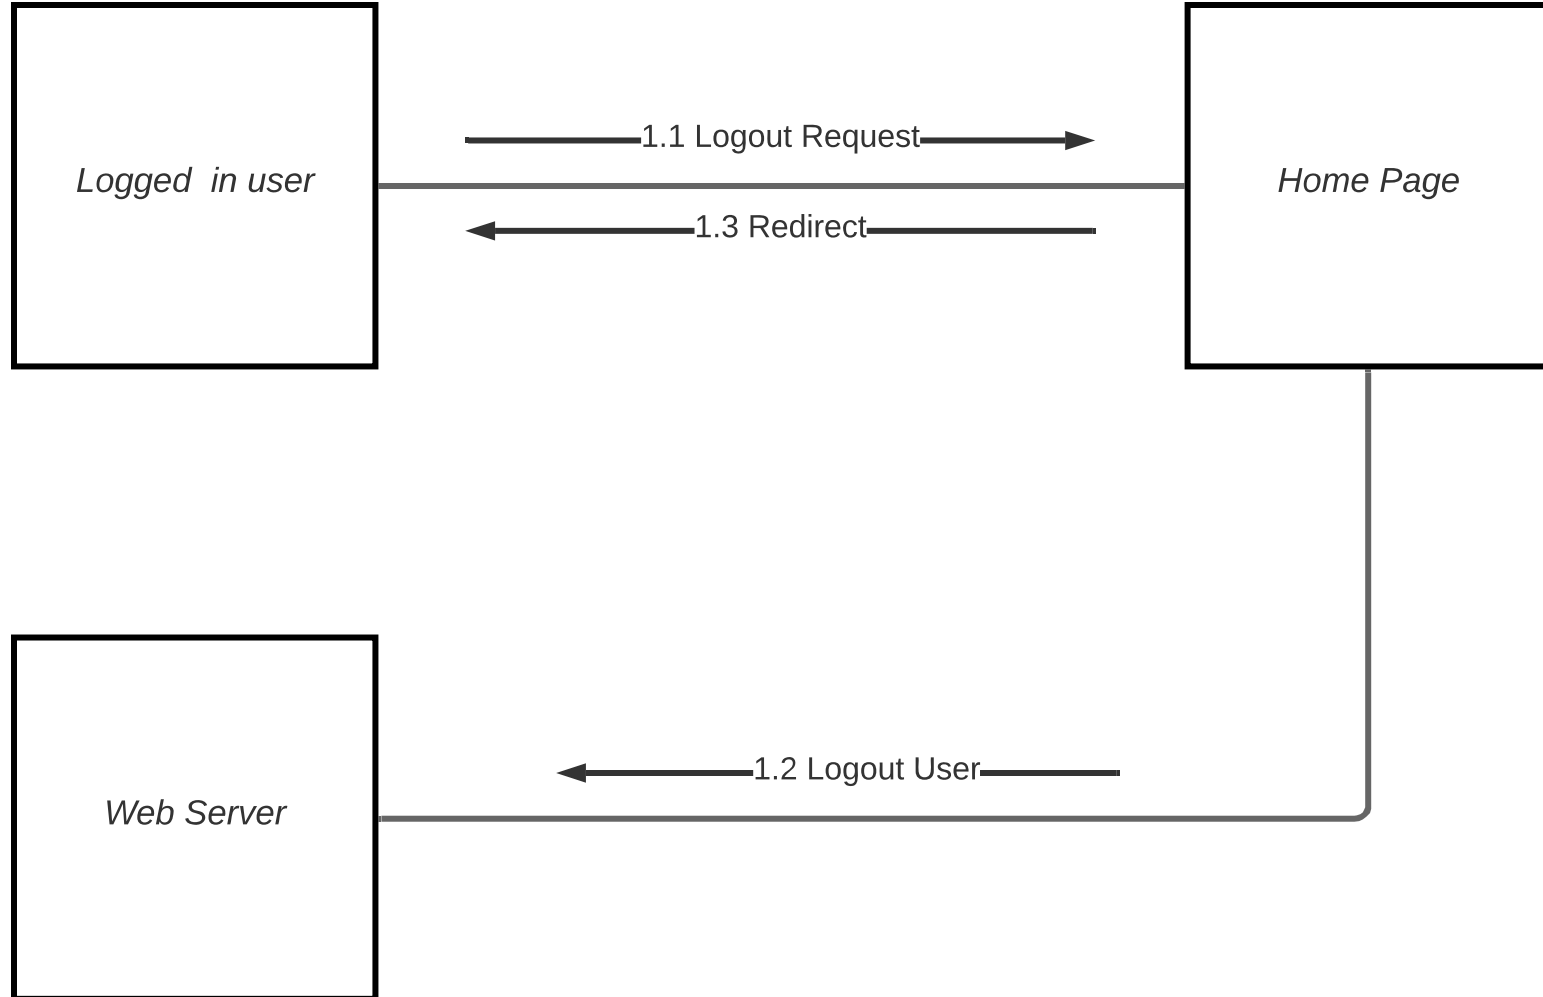 1.1 Logout Request
Logged  in user
Home Page
1.3 Redirect
1.2 Logout User
Web Server